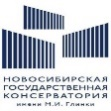 НОВОСИБИРСКАЯ
ГОСУДАРСТВЕННАЯ
КОНСЕРВАТОРИЯ
имени М.И. Глинки